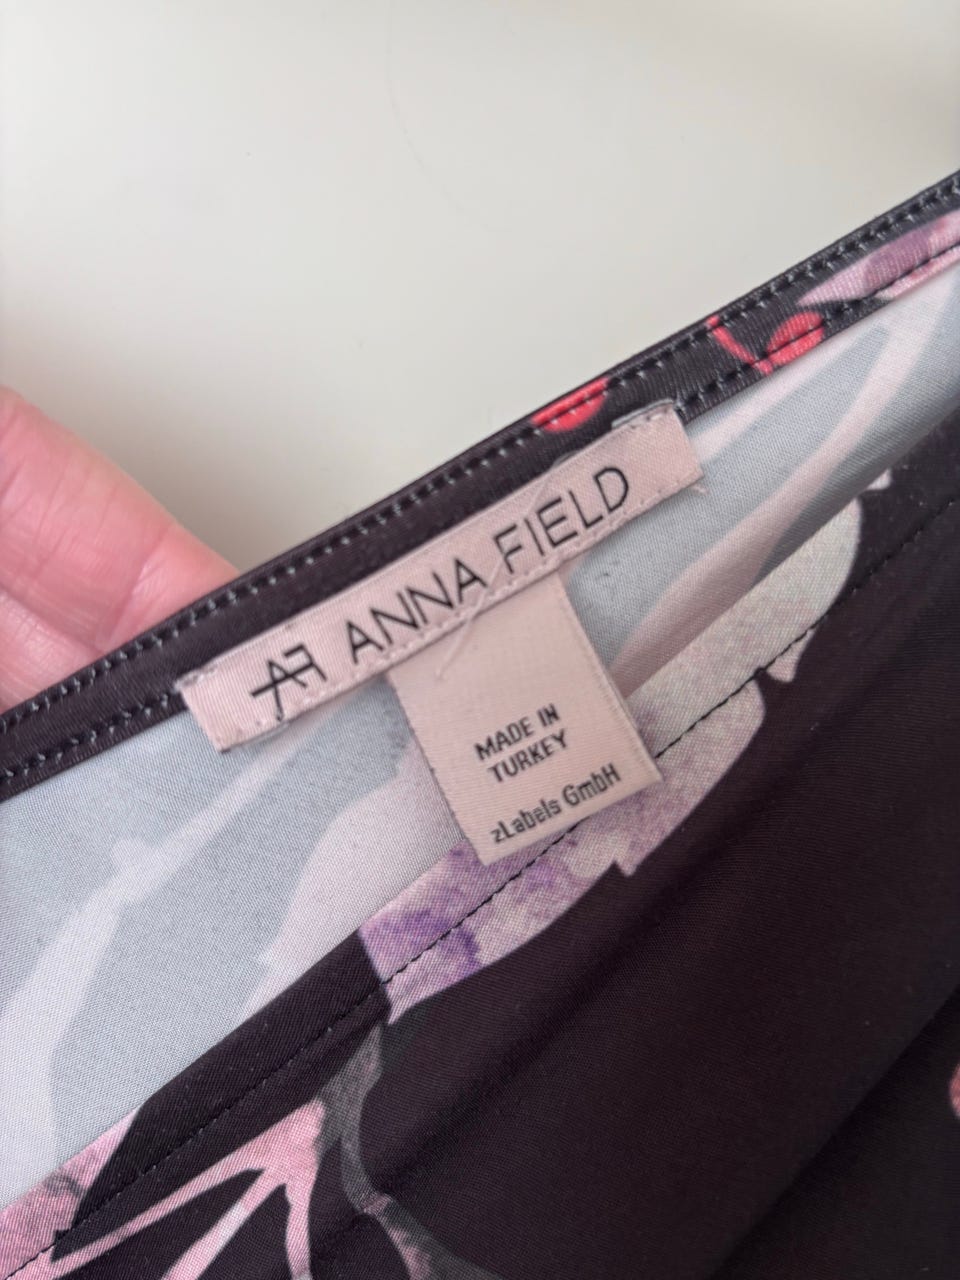 AF ANNA FIELD
MADE IN
TURKEY
zLabels GmbH